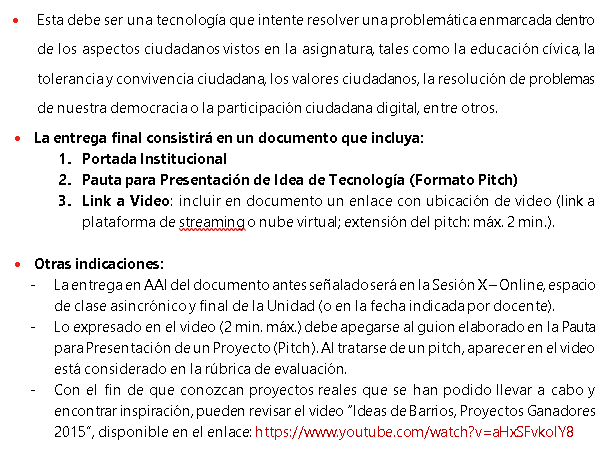 • Esta debe ser una tecnología que intente resolver una problemática enmarcada dentro
de los aspectos ciudadanos vistos en la asignatura, tales como la educación cívica, la
tolerancia y convivencia ciudadana, los valores ciudadanos, la resolución de problemas
de nuestra democracia o la participación ciudadana digital, entre otros.
• La entrega final consistirá en un documento que incluya:
1. Portada Institucional
2. Pauta para Presentación de Idea de Tecnología (Formato Pitch)
3. Link a Video: incluir en documento un enlace con ubicación de video (link a
plataforma de streaming o nube virtual; extensión del pitch: máx. 2 min.).
• Otras indicaciones:
- La entrega en AAI del documento antes señalado será en la Sesión X – Online, espacio
de clase asincrónico y final de la Unidad (o en la fecha indicada por docente).
- Lo expresado en el video (2 min. máx.) debe apegarse al guion elaborado en la Pauta
para Presentación de un Proyecto (Pitch). Al tratarse de un pitch, aparecer en el video
está considerado en la rúbrica de evaluación.
- Con el fin de que conozcan proyectos reales que se han podido llevar a cabo y
encontrar inspiración, pueden revisar el video "Ideas de Barrios, Proyectos Ganadores
2015", disponible en el enlace: https://www.youtube.com/watch?v=aHxSFvkolY8